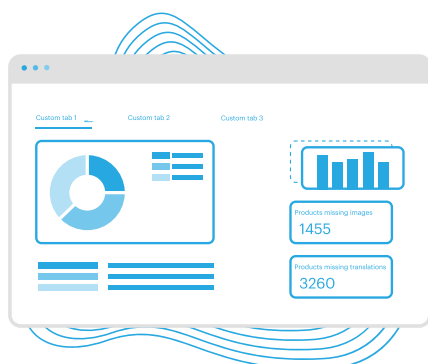 Custom tab 1
Custom tab 2
Custom tab 3
Products missing images
1455
Products missing translations
3260